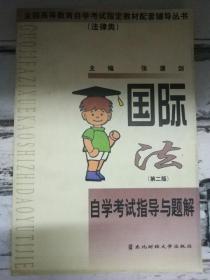 全国高等教育自学考试指定教材配套辅导丛书
(法律类)
主编 张潇剑
国际
法
(第二版)
自学考试指导与题解
东北财经大学出版社
GUOJIFAZIXUEKAOSHIZHIDAOYUTIJIE